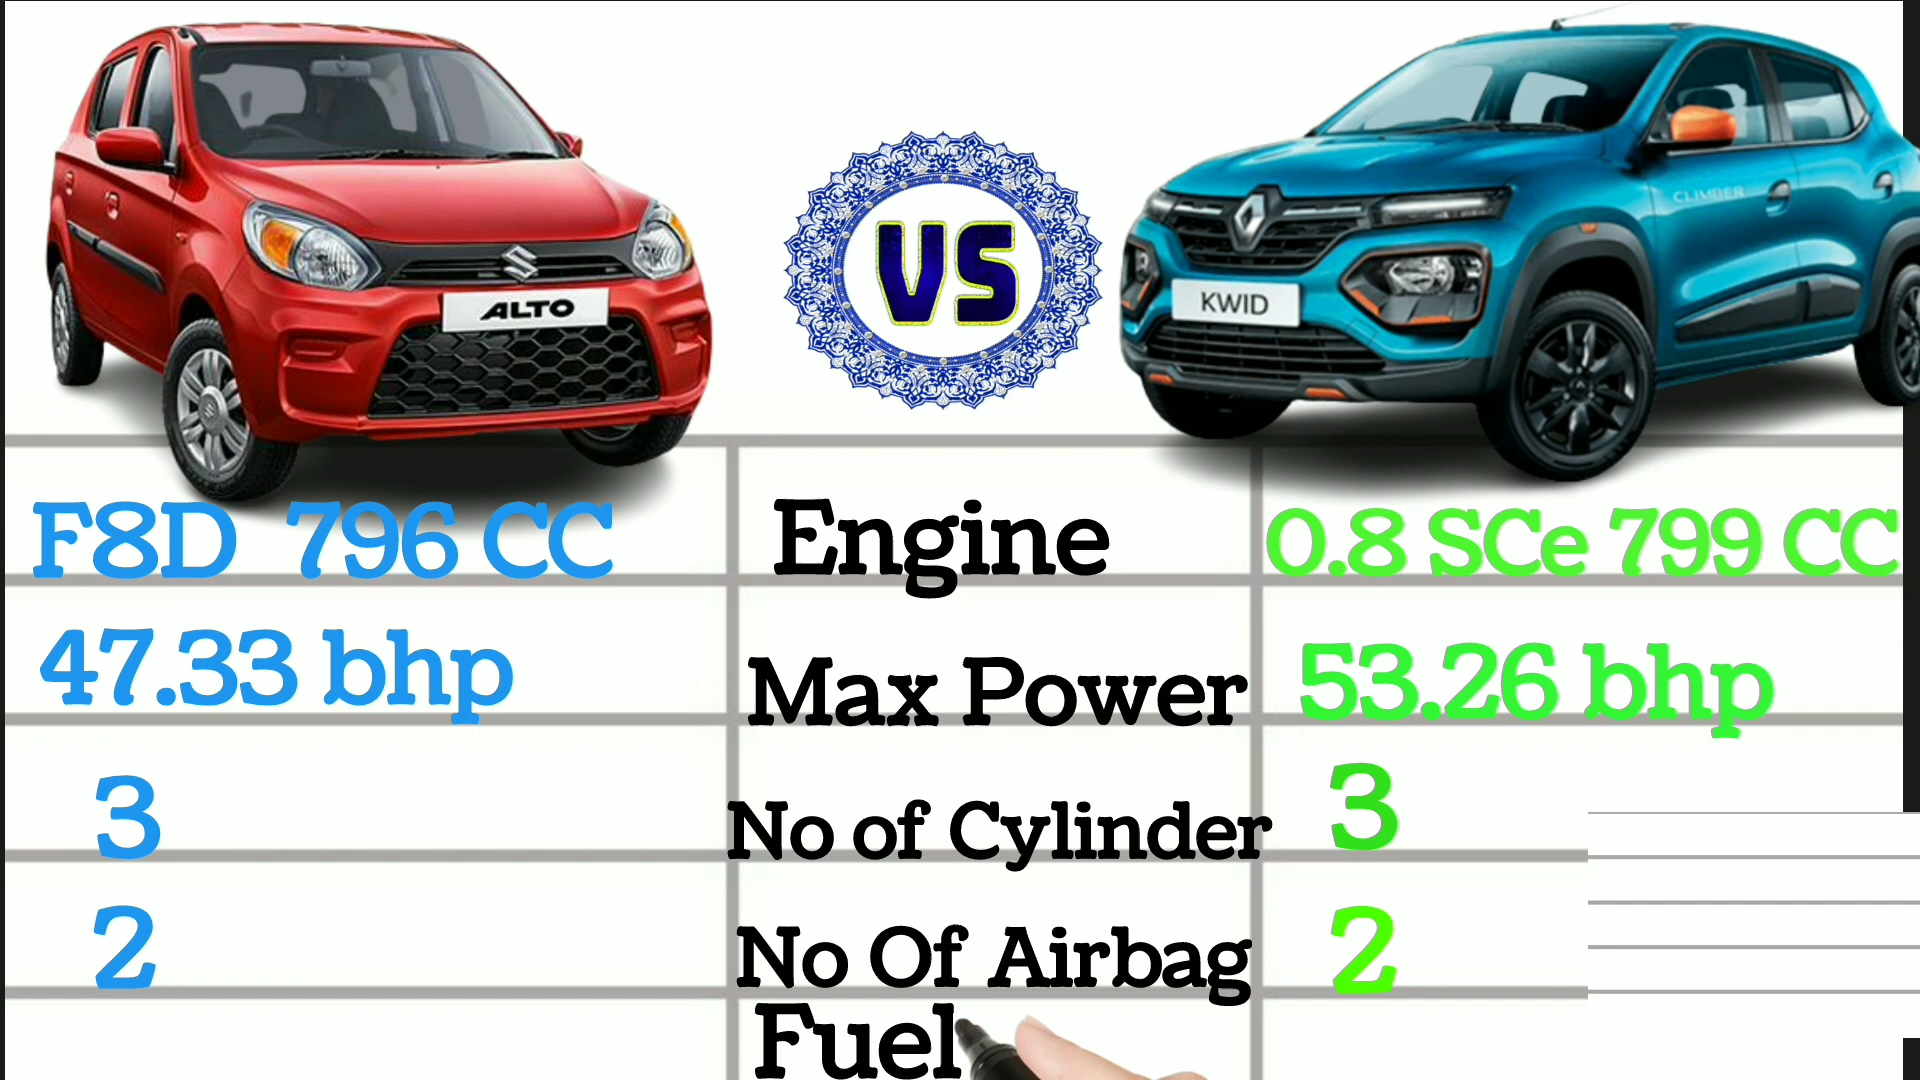 ALTO
VS
CLIMBER
KWID
F8D 796 CC
Engine
0.8 SCe 799 CC
47.33 bhp
Max Power
53.26 bhp
3
No of Cylinder
3
2
No Of Airbag
2
Fuel